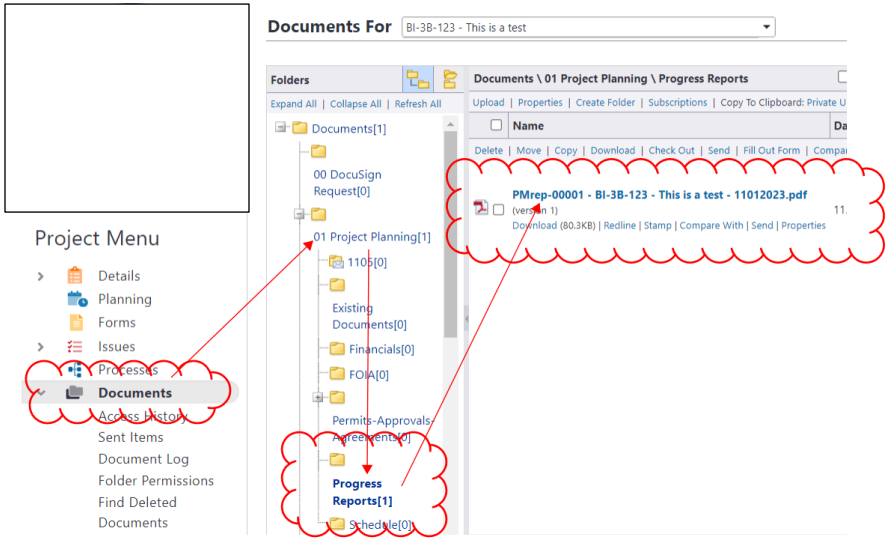 Documents For BI-3B-123 - This is a test
Folders
Expand All | Collapse All | Refresh All
Documents[1]
00 DocuSign
Request[0]
01 Project Planning[1]
1105[0]
Existing
Documents[0]
Financials[0]
FOIA[0]
Permits-Approvals-
Agreements[0]
Progress
Reports[1]
Schedule[0]
Documents \ 01 Project Planning \ Progress Reports
Upload | Properties | Create Folder | Subscriptions | Copy To Clipboard: Private U
Name Da
Delete | Move | Copy | Download | Check Out | Send | Fill Out Form | Compa
PMrep-00001 - BI-3B-123 - This is a test - 11012023.pdf
(version 1) 11.
Download (80.3KB) | Redline | Stamp | Compare With | Send | Properties
Project Menu
Details
Planning
Forms
Issues
Processes
Documents
Access History
Sent Items
Document Log
Folder Permissions
Find Deleted
Documents